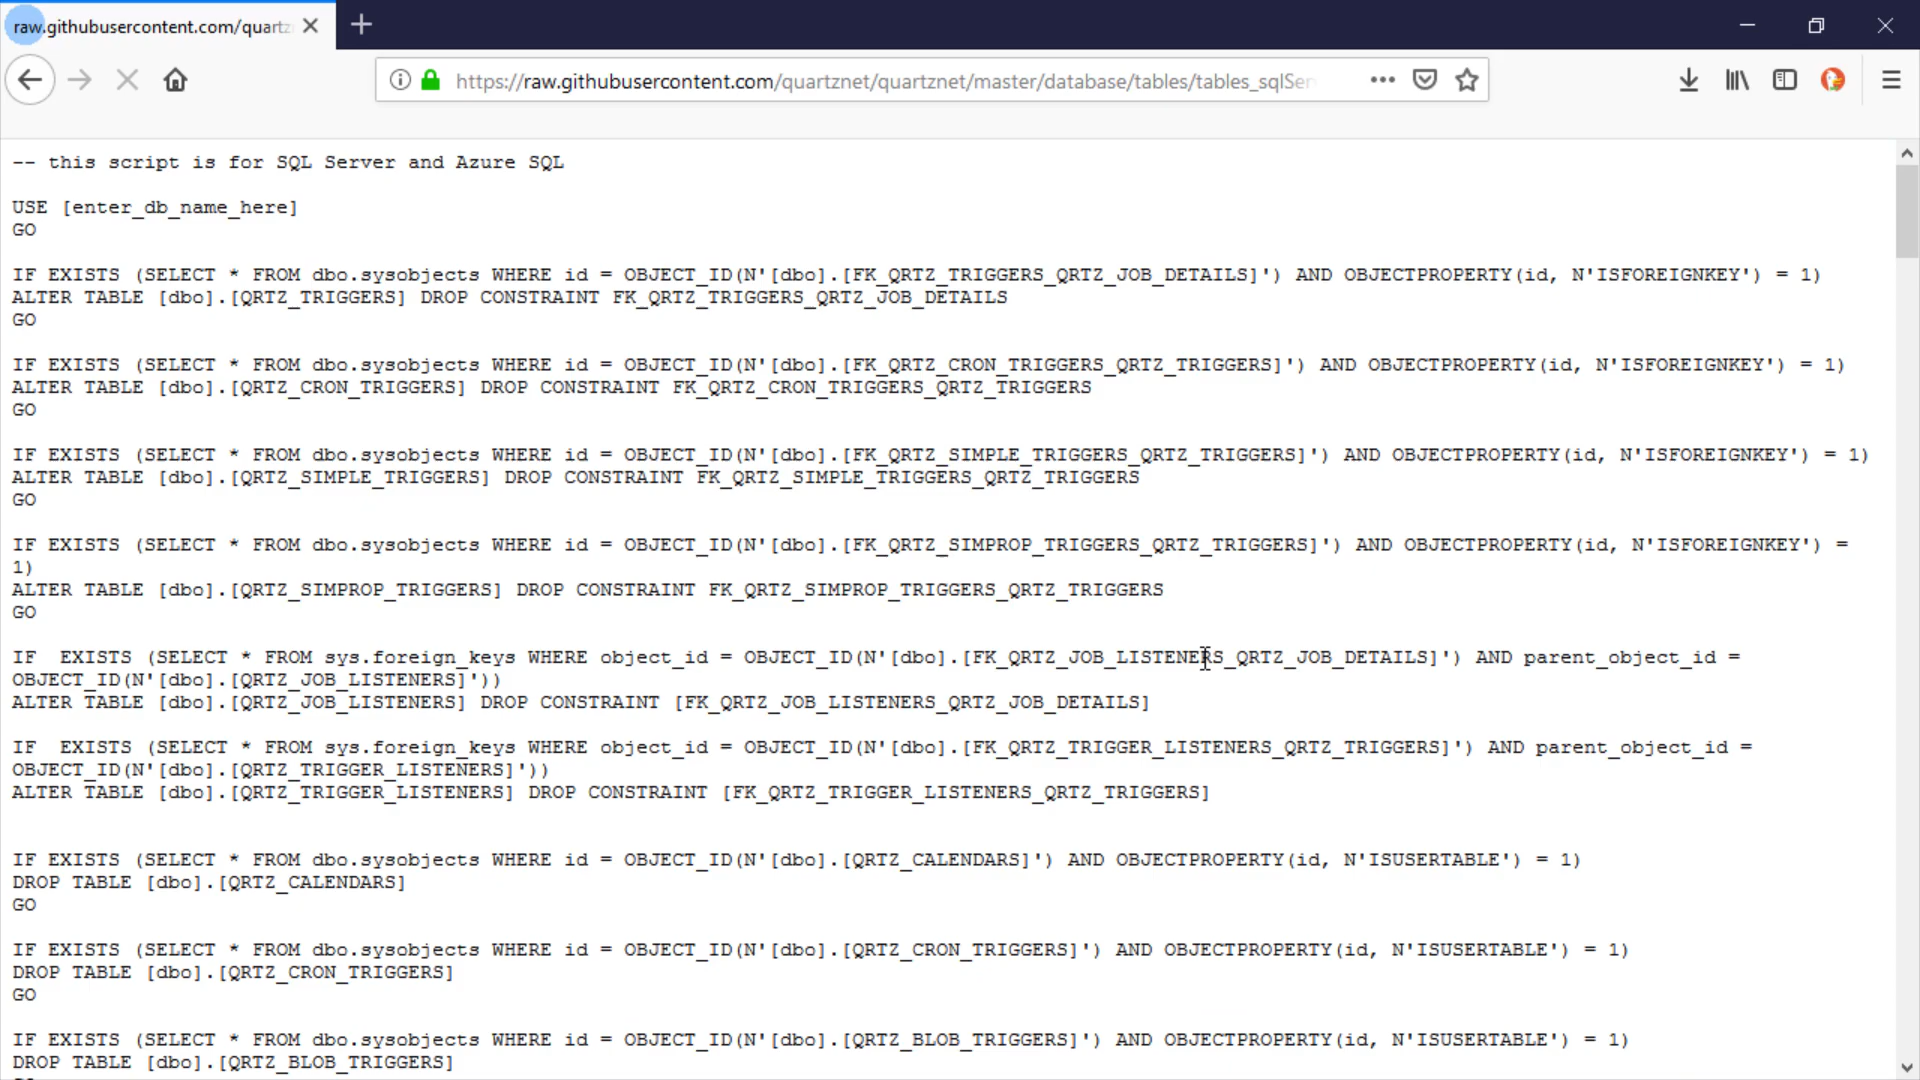 raw.githubusercontent.com/quartz
https://raw.githubusercontent.com/quartznet/quartznet/master/database/tables/tables_sqlSer
-- this script is for SQL Server and Azure SQL
USE [enter_db_name_here]
GO
IF EXISTS (SELECT * FROM dbo.sysobjects WHERE id = OBJECT_ID(N'[dbo].[FK_QRTZ_TRIGGERS_QRTZ_JOB_DETAILS]') AND OBJECTPROPERTY(id, N'ISFOREIGNKEY') = 1)
ALTER TABLE [dbo].[QRTZ_TRIGGERS] DROP CONSTRAINT FK_QRTZ_TRIGGERS_QRTZ_JOB_DETAILS
GO
IF EXISTS (SELECT * FROM dbo.sysobjects WHERE id = OBJECT_ID(N'[dbo].[FK_QRTZ_CRON_TRIGGERS_QRTZ_TRIGGERS]') AND OBJECTPROPERTY(id, N'ISFOREIGNKEY') = 1)
ALTER TABLE [dbo].[QRTZ_CRON_TRIGGERS] DROP CONSTRAINT FK_QRTZ_CRON_TRIGGERS_QRTZ_TRIGGERS
GO
IF EXISTS (SELECT * FROM dbo.sysobjects WHERE id = OBJECT_ID(N'[dbo].[FK_QRTZ_SIMPLE_TRIGGERS_QRTZ_TRIGGERS]') AND OBJECTPROPERTY(id, N'ISFOREIGNKEY') = 1)
ALTER TABLE [dbo].[QRTZ_SIMPLE_TRIGGERS] DROP CONSTRAINT FK_QRTZ_SIMPLE_TRIGGERS_QRTZ_TRIGGERS
GO
IF EXISTS (SELECT * FROM dbo.sysobjects WHERE id = OBJECT_ID(N'[dbo].[FK_QRTZ_SIMPROP_TRIGGERS_QRTZ_TRIGGERS]') AND OBJECTPROPERTY(id, N'ISFOREIGNKEY') =
1)
ALTER TABLE [dbo].[QRTZ_SIMPROP_TRIGGERS] DROP CONSTRAINT FK_QRTZ_SIMPROP_TRIGGERS_QRTZ_TRIGGERS
GO
IF  EXISTS (SELECT * FROM sys.foreign_keys WHERE object_id = OBJECT_ID(N'[dbo].[FK_QRTZ_JOB_LISTENERS_QRTZ_JOB_DETAILS]') AND parent_object_id =
OBJECT_ID(N'[dbo].[QRTZ_JOB_LISTENERS]'))
ALTER TABLE [dbo].[QRTZ_JOB_LISTENERS] DROP CONSTRAINT [FK_QRTZ_JOB_LISTENERS_QRTZ_JOB_DETAILS]
IF  EXISTS (SELECT * FROM sys.foreign_keys WHERE object_id = OBJECT_ID(N'[dbo].[FK_QRTZ_TRIGGER_LISTENERS_QRTZ_TRIGGERS]') AND parent_object_id =
OBJECT_ID(N'[dbo].[QRTZ_TRIGGER_LISTENERS]'))
ALTER TABLE [dbo].[QRTZ_TRIGGER_LISTENERS] DROP CONSTRAINT [FK_QRTZ_TRIGGER_LISTENERS_QRTZ_TRIGGERS]
IF EXISTS (SELECT * FROM dbo.sysobjects WHERE id = OBJECT_ID(N'[dbo].[QRTZ_CALENDARS]') AND OBJECTPROPERTY(id, N'ISUSERTABLE') = 1)
DROP TABLE [dbo].[QRTZ_CALENDARS]
GO
IF EXISTS (SELECT * FROM dbo.sysobjects WHERE id = OBJECT_ID(N'[dbo].[QRTZ_CRON_TRIGGERS]') AND OBJECTPROPERTY(id, N'ISUSERTABLE') = 1)
DROP TABLE [dbo].[QRTZ_CRON_TRIGGERS]
GO
IF EXISTS (SELECT * FROM dbo.sysobjects WHERE id = OBJECT_ID(N'[dbo].[QRTZ_BLOB_TRIGGERS]') AND OBJECTPROPERTY(id, N'ISUSERTABLE') = 1)
DROP TABLE [dbo].[QRTZ_BLOB_TRIGGERS]